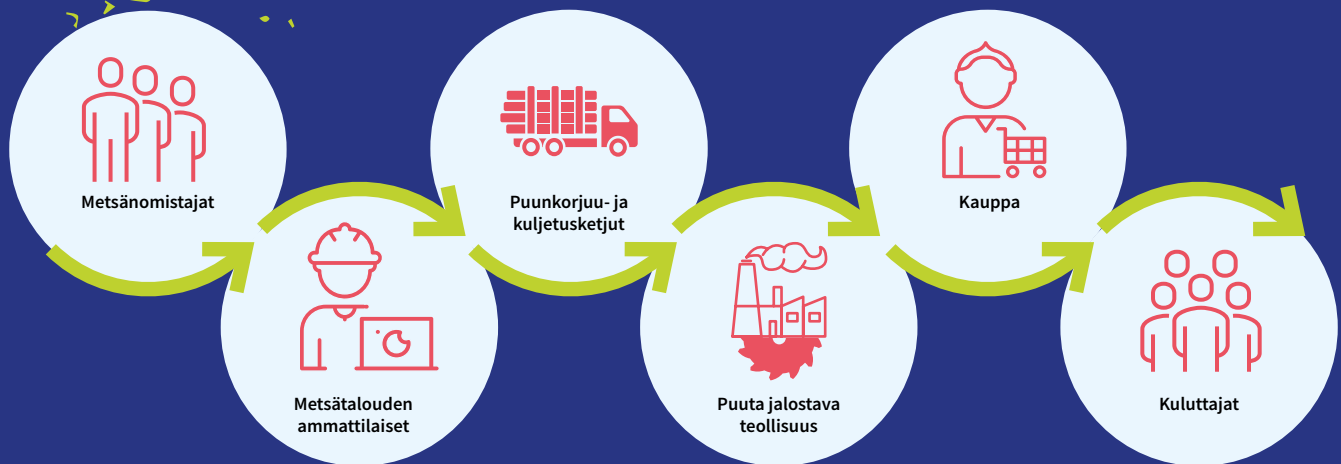 Metsänomistajat
Metsätalouden
ammattilaiset
Puunkorjuu- ja
kuljetusketjut
Puuta jalostava
teollisuus
Kauppa
Kuluttajat